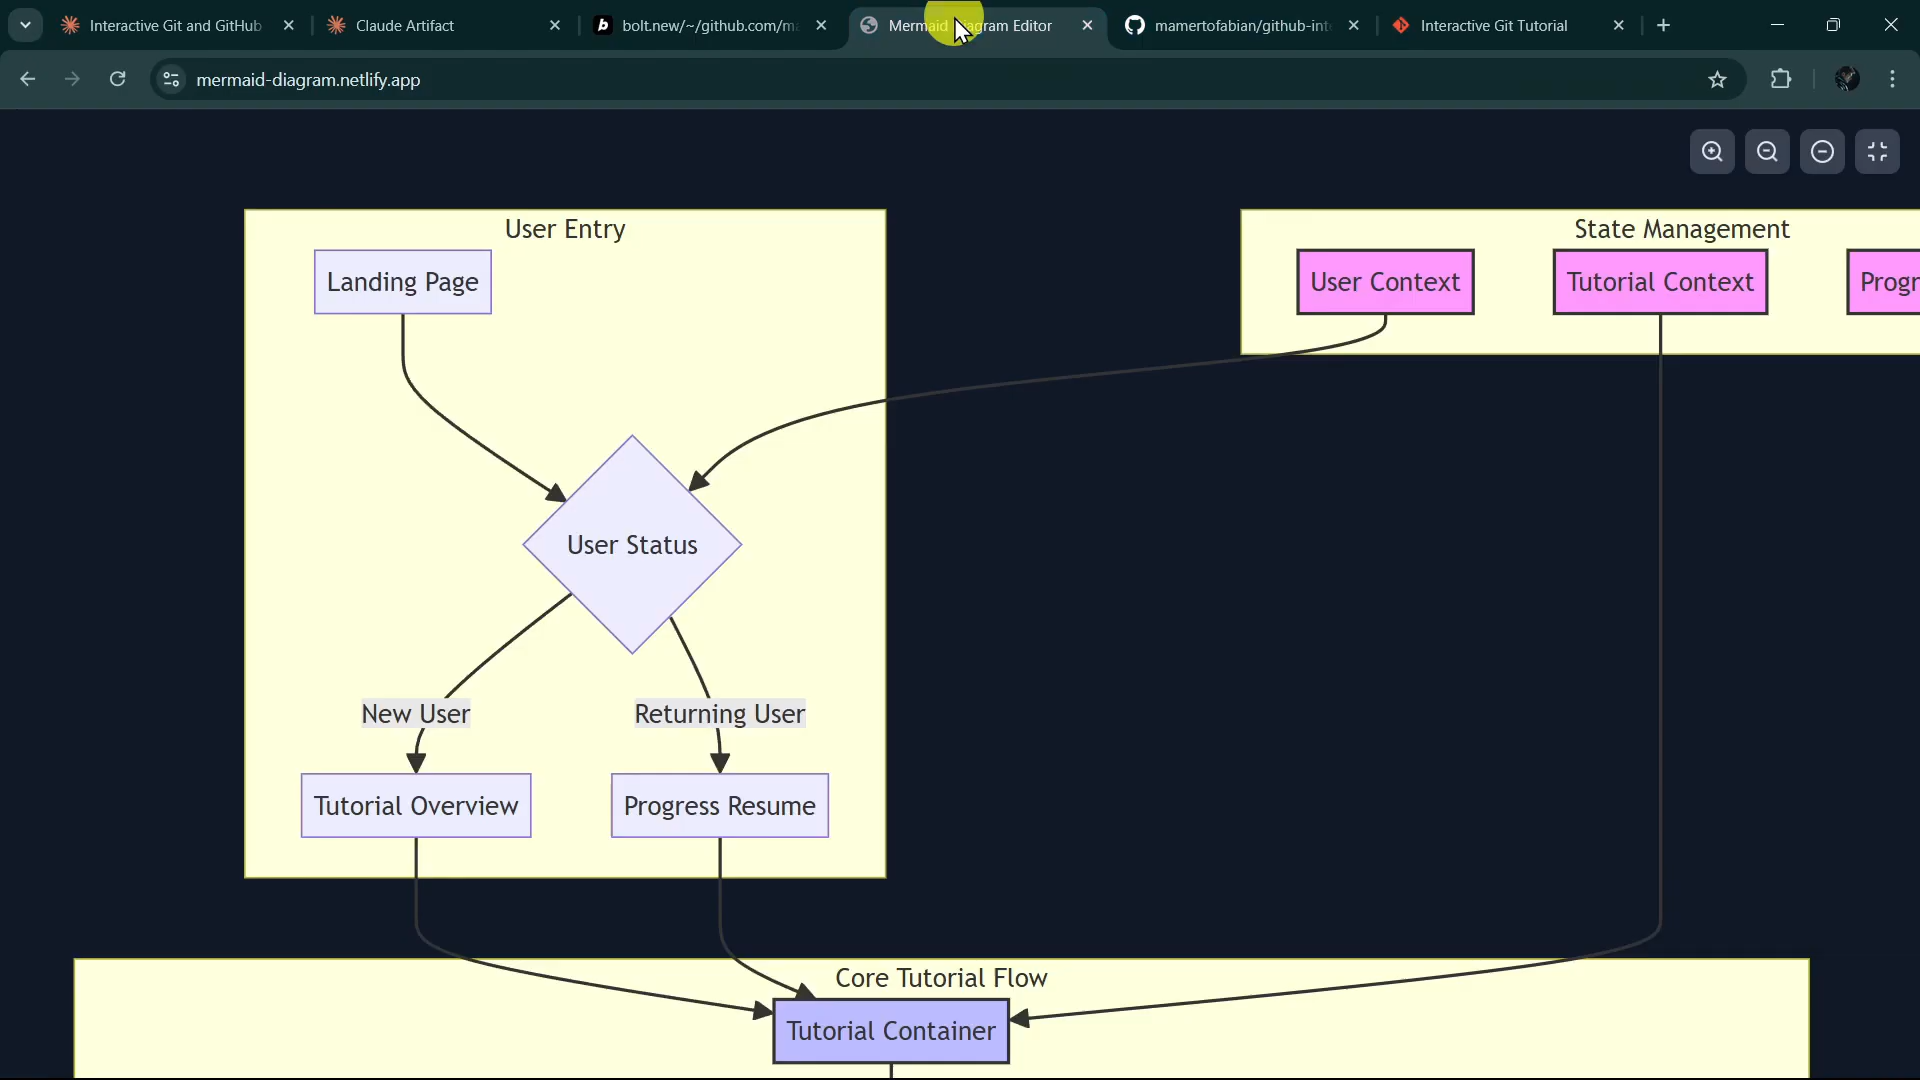 Interactive Git and GitHub
Claude Artifact
bolt.new/~/github.com/ma
Mermaid Diagram Editor
mamertofabian/github-int
Interactive Git Tutorial
mermaid-diagram.netlify.app
User Entry
State Management
Landing Page
User Context
Tutorial Context
Progr
User Status
New User
Returning User
Tutorial Overview
Progress Resume
Core Tutorial Flow
Tutorial Container